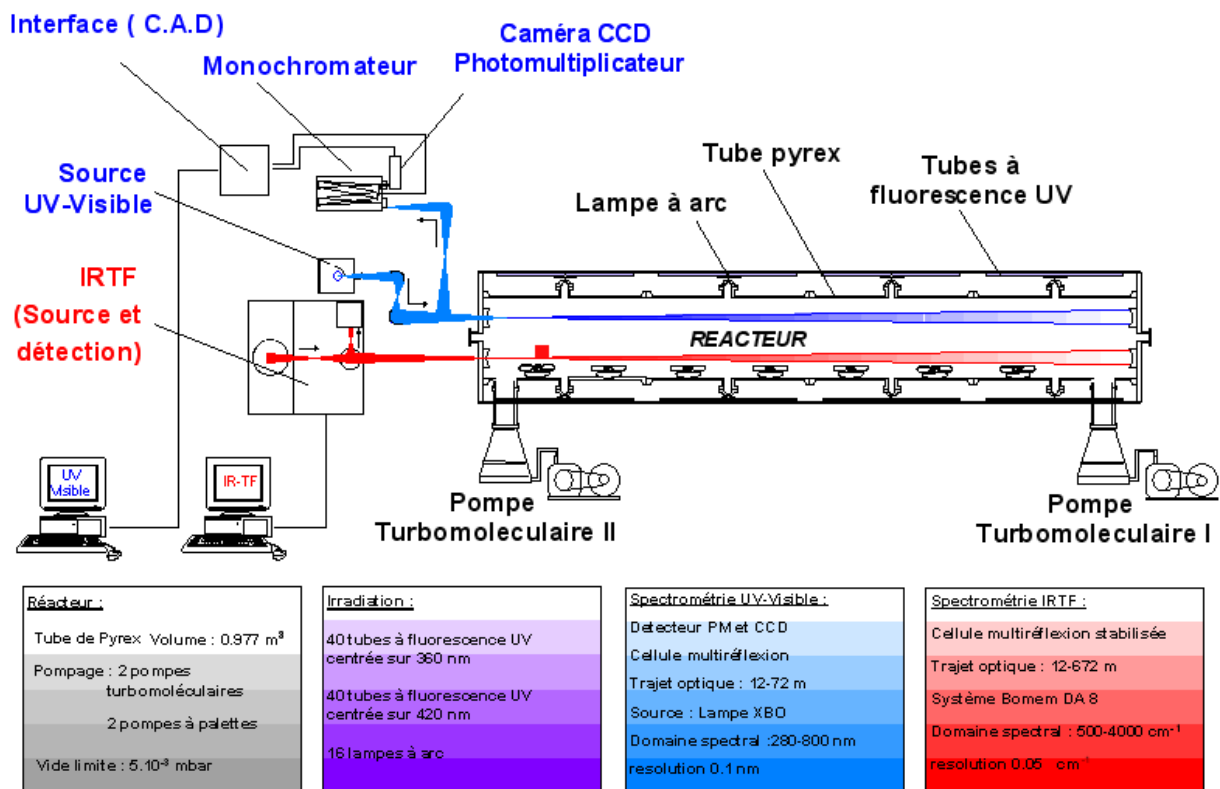 Interface ( C.A.D)
Caméra CCD
Photomultiplicateur
Monochromateur
Tube pyrex
Tubes à
fluorescence UV
Source
UV-Visible
Lampe à arc
IRTF
(Source et
détection)
REACTEUR
UV
Visible
IR-TF
Pompe
Turbomoleculaire II
Pompe
Turbomoleculaire I
Réacteur :
Tube de Pyrex Volume : 0.977 m³
Pompage : 2 pompes
turbomoléculaires
2 pompes à palettes
Vide limite : 5.10⁻³ mbar
Irradiation :
40 tubes à fluorescence UV
centrée sur 360 nm
40 tubes à fluorescence UV
centrée sur 420 nm
16 lampes à arc
Spectrométrie UV-Visible :
Detecteur PM et CCD
Cellule multiréflexion
Trajet optique : 12-72 m
Source : Lampe XBO
Domaine spectral :280-800 nm
resolution 0.1 nm
Spectrométrie IRTF :
Cellule multiréflexion stabilisée
Trajet optique : 12-672 m
Système Bomem DA 8
Domaine spectral : 500-4000 cm⁻¹
resolution 0.05 cm⁻¹